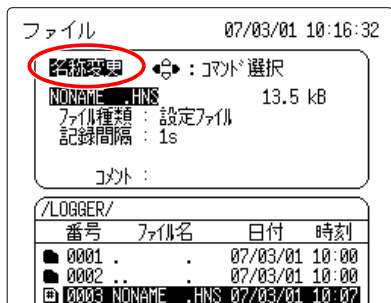 ファイル 07/03/01 10:16:32
名称変更 : コマンド選択
NONAME .HNS 13.5 kB
ファイル種類 : 設定ファイル
記録間隔 : 1s
コメント :
/LOGGER/
番号 ファイル名 日付 時刻
0001 . . 07/03/01 10:00
0002 .. . 07/03/01 10:00
0003 NONAME .HNS 07/03/01 10:07